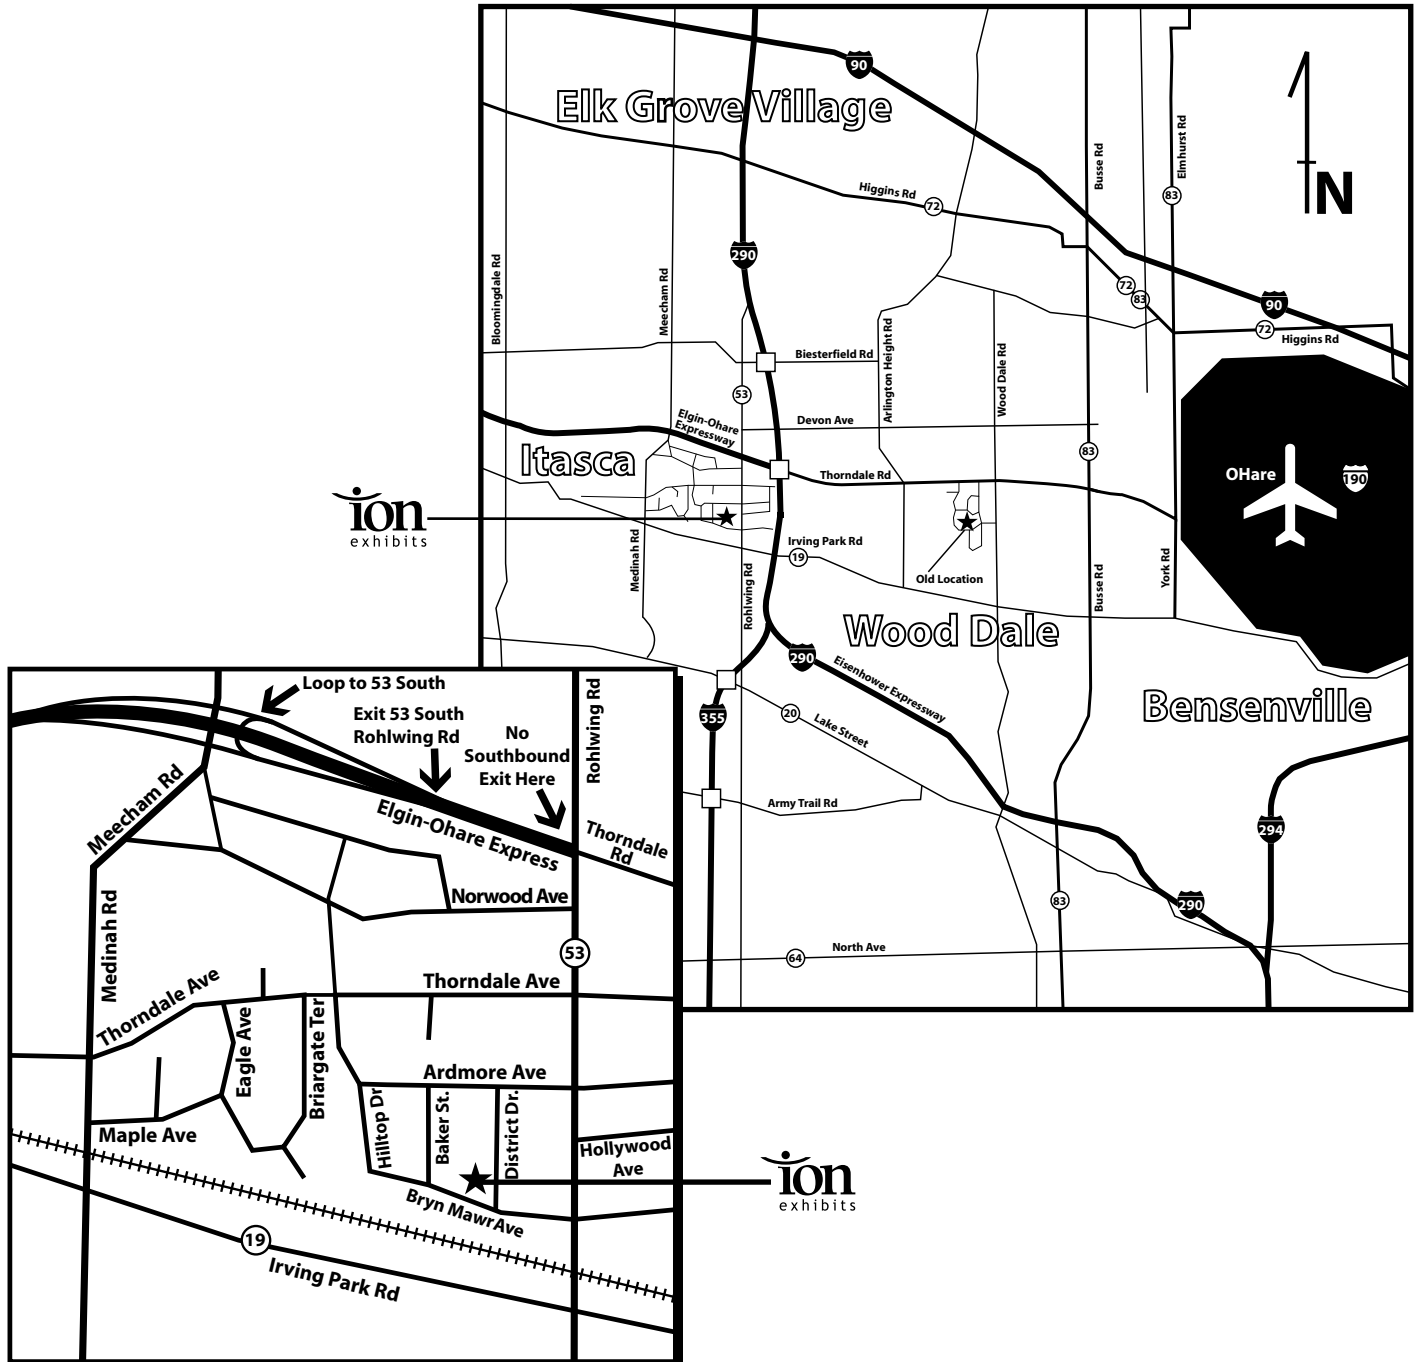 90
Elk Grove Village
Busse Rd
Elmhurst Rd
83
N
Higgins Rd
72
290
Bloomingdale Rd
Meecham Rd
72
83
90
72
Higgins Rd
Biesterfield Rd
Arlington Height Rd
Wood Dale Rd
53
Elgin-Ohare
Expressway
Devon Ave
83
Itasca
Thorndale Rd
OHare
190
ion
exhibits
Medinah Rd
Irving Park Rd
19
Rohlwing Rd
Old Location
Busse Rd
York Rd
Wood Dale
290
Eisenhower Expressway
Bensenville
355
20
Lake Street
Army Trail Rd
294
83
290
North Ave
64
Loop to 53 South
Exit 53 South
Rohlwing Rd
No
Southbound
Exit Here
Rohlwing Rd
Meecham Rd
Elgin-Ohare Express
Thorndale
Rd
Norwood Ave
Medinah Rd
53
Thorndale Ave
Thorndale Ave
Eagle Ave
Briargate Ter
Ardmore Ave
Hilltop Dr
Baker St.
District Dr.
Maple Ave
Hollywood
Ave
Bryn MawrAve
ion
exhibits
19
Irving Park Rd